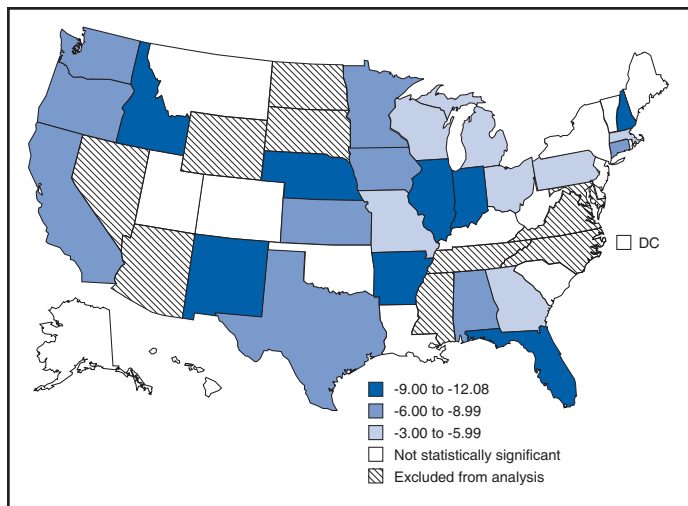 DC
-9.00 to -12.08
-6.00 to -8.99
-3.00 to -5.99
Not statistically significant
Excluded from analysis